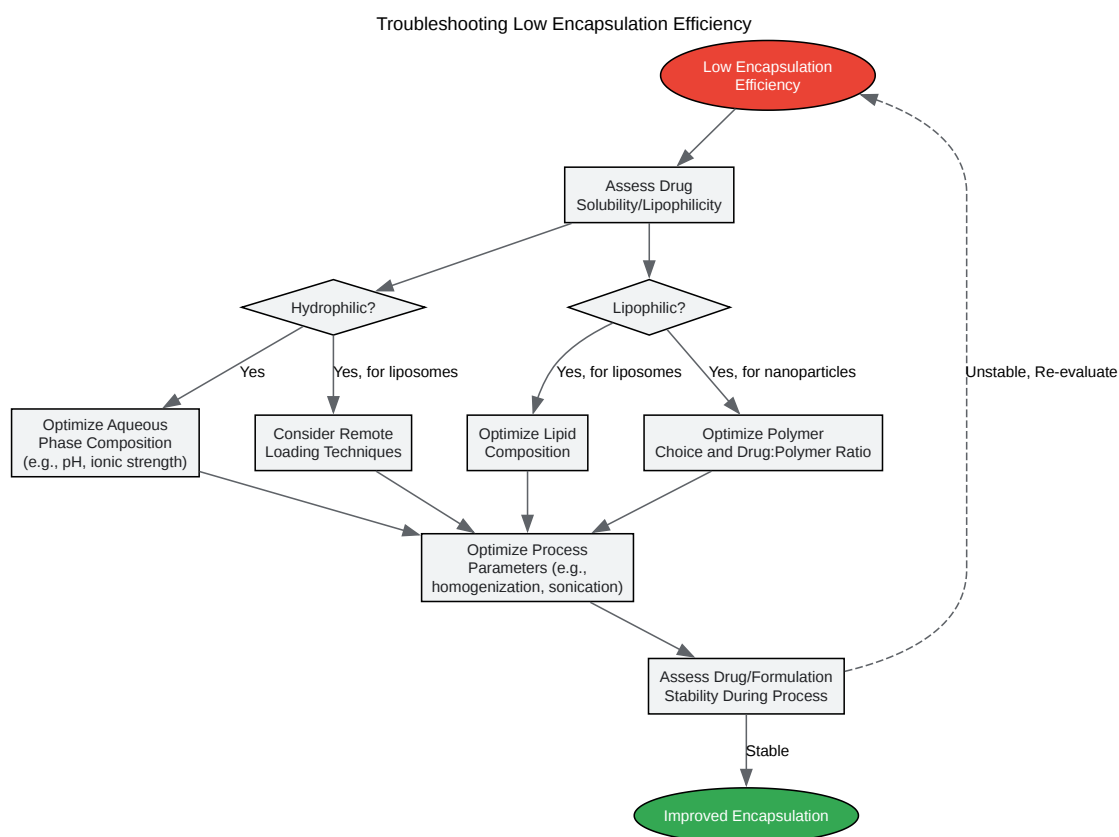 Troubleshooting Low Encapsulation Efficiency
Low Encapsulation
Efficiency
Assess Drug
Solubility/Lipophilicity
Hydrophilic?
Lipophilic?
Yes
Yes, for liposomes
Yes, for liposomes
Yes, for nanoparticles
Unstable, Re-evaluate
Optimize Aqueous
Phase Composition
(e.g., pH, ionic strength)
Consider Remote
Loading Techniques
Optimize Lipid
Composition
Optimize Polymer
Choice and Drug:Polymer Ratio
Optimize Process
Parameters (e.g.,
homogenization, sonication)
Assess Drug/Formulation
Stability During Process
Stable
Improved Encapsulation